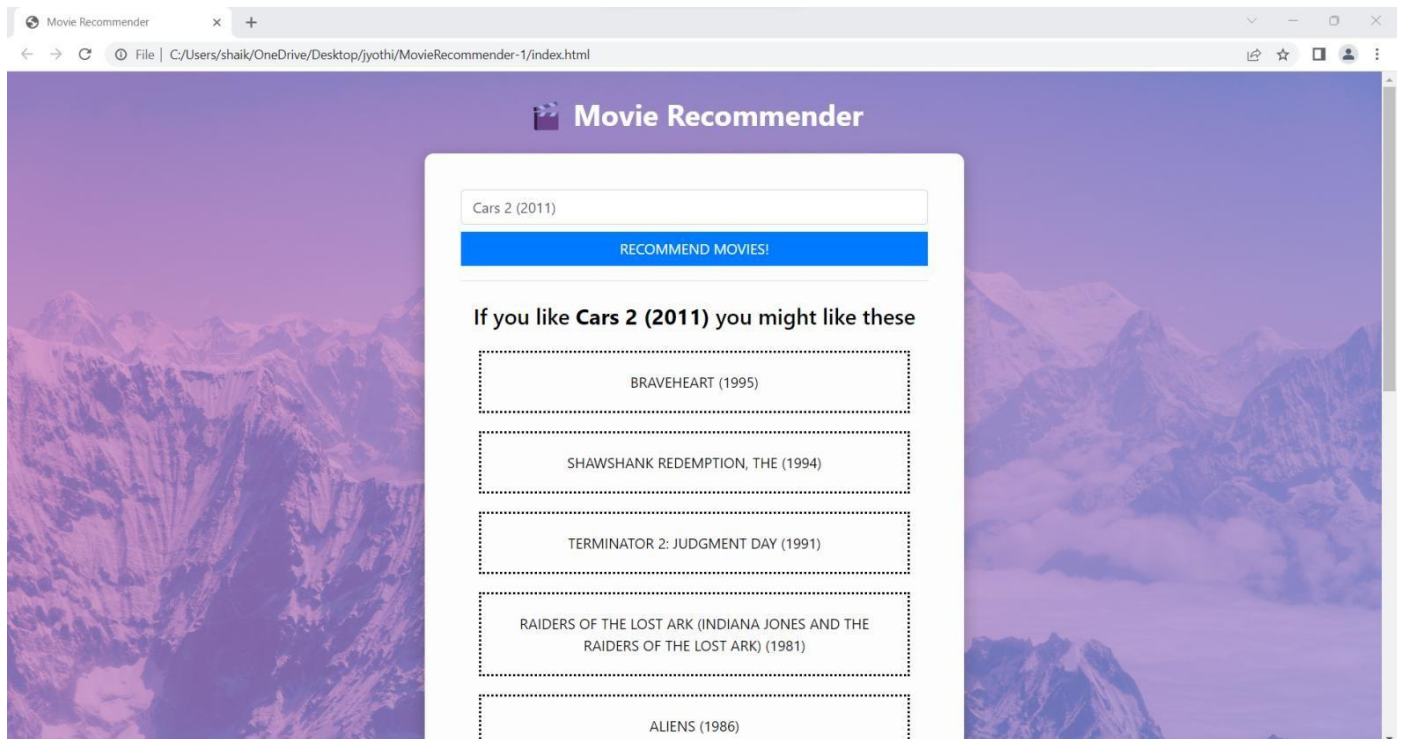 Movie Recommender
File | C:/Users/shaik/OneDrive/Desktop/jyothi/MovieRecommender-1/index.html
Movie Recommender
Cars 2 (2011)
RECOMMEND MOVIES!
If you like Cars 2 (2011) you might like these
BRAVEHEART (1995)
SHAWSHANK REDEMPTION, THE (1994)
TERMINATOR 2: JUDGMENT DAY (1991)
RAIDERS OF THE LOST ARK (INDIANA JONES AND THE
RAIDERS OF THE LOST ARK) (1981)
ALIENS (1986)